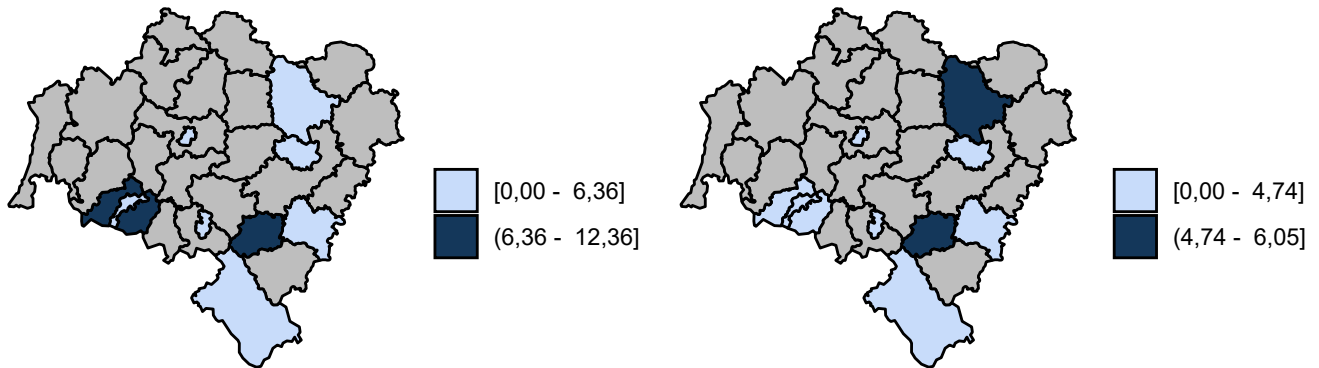 [0,00 - 6,36]
(6,36 - 12,36]
[0,00 - 4,74]
(4,74 - 6,05]